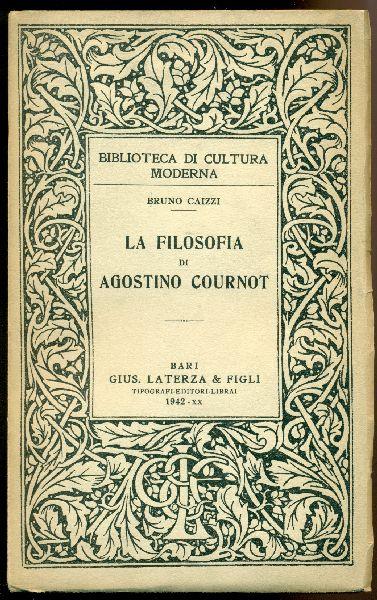 BIBLIOTECA DI CULTURA
MODERNA
BRUNO CAIZZI
LA FILOSOFIA
DI
AGOSTINO COURNOT
BARI
GIUS. LATERZA & FIGLI
TIPOGRAFI-EDITORI-LIBRAI
1942-XX